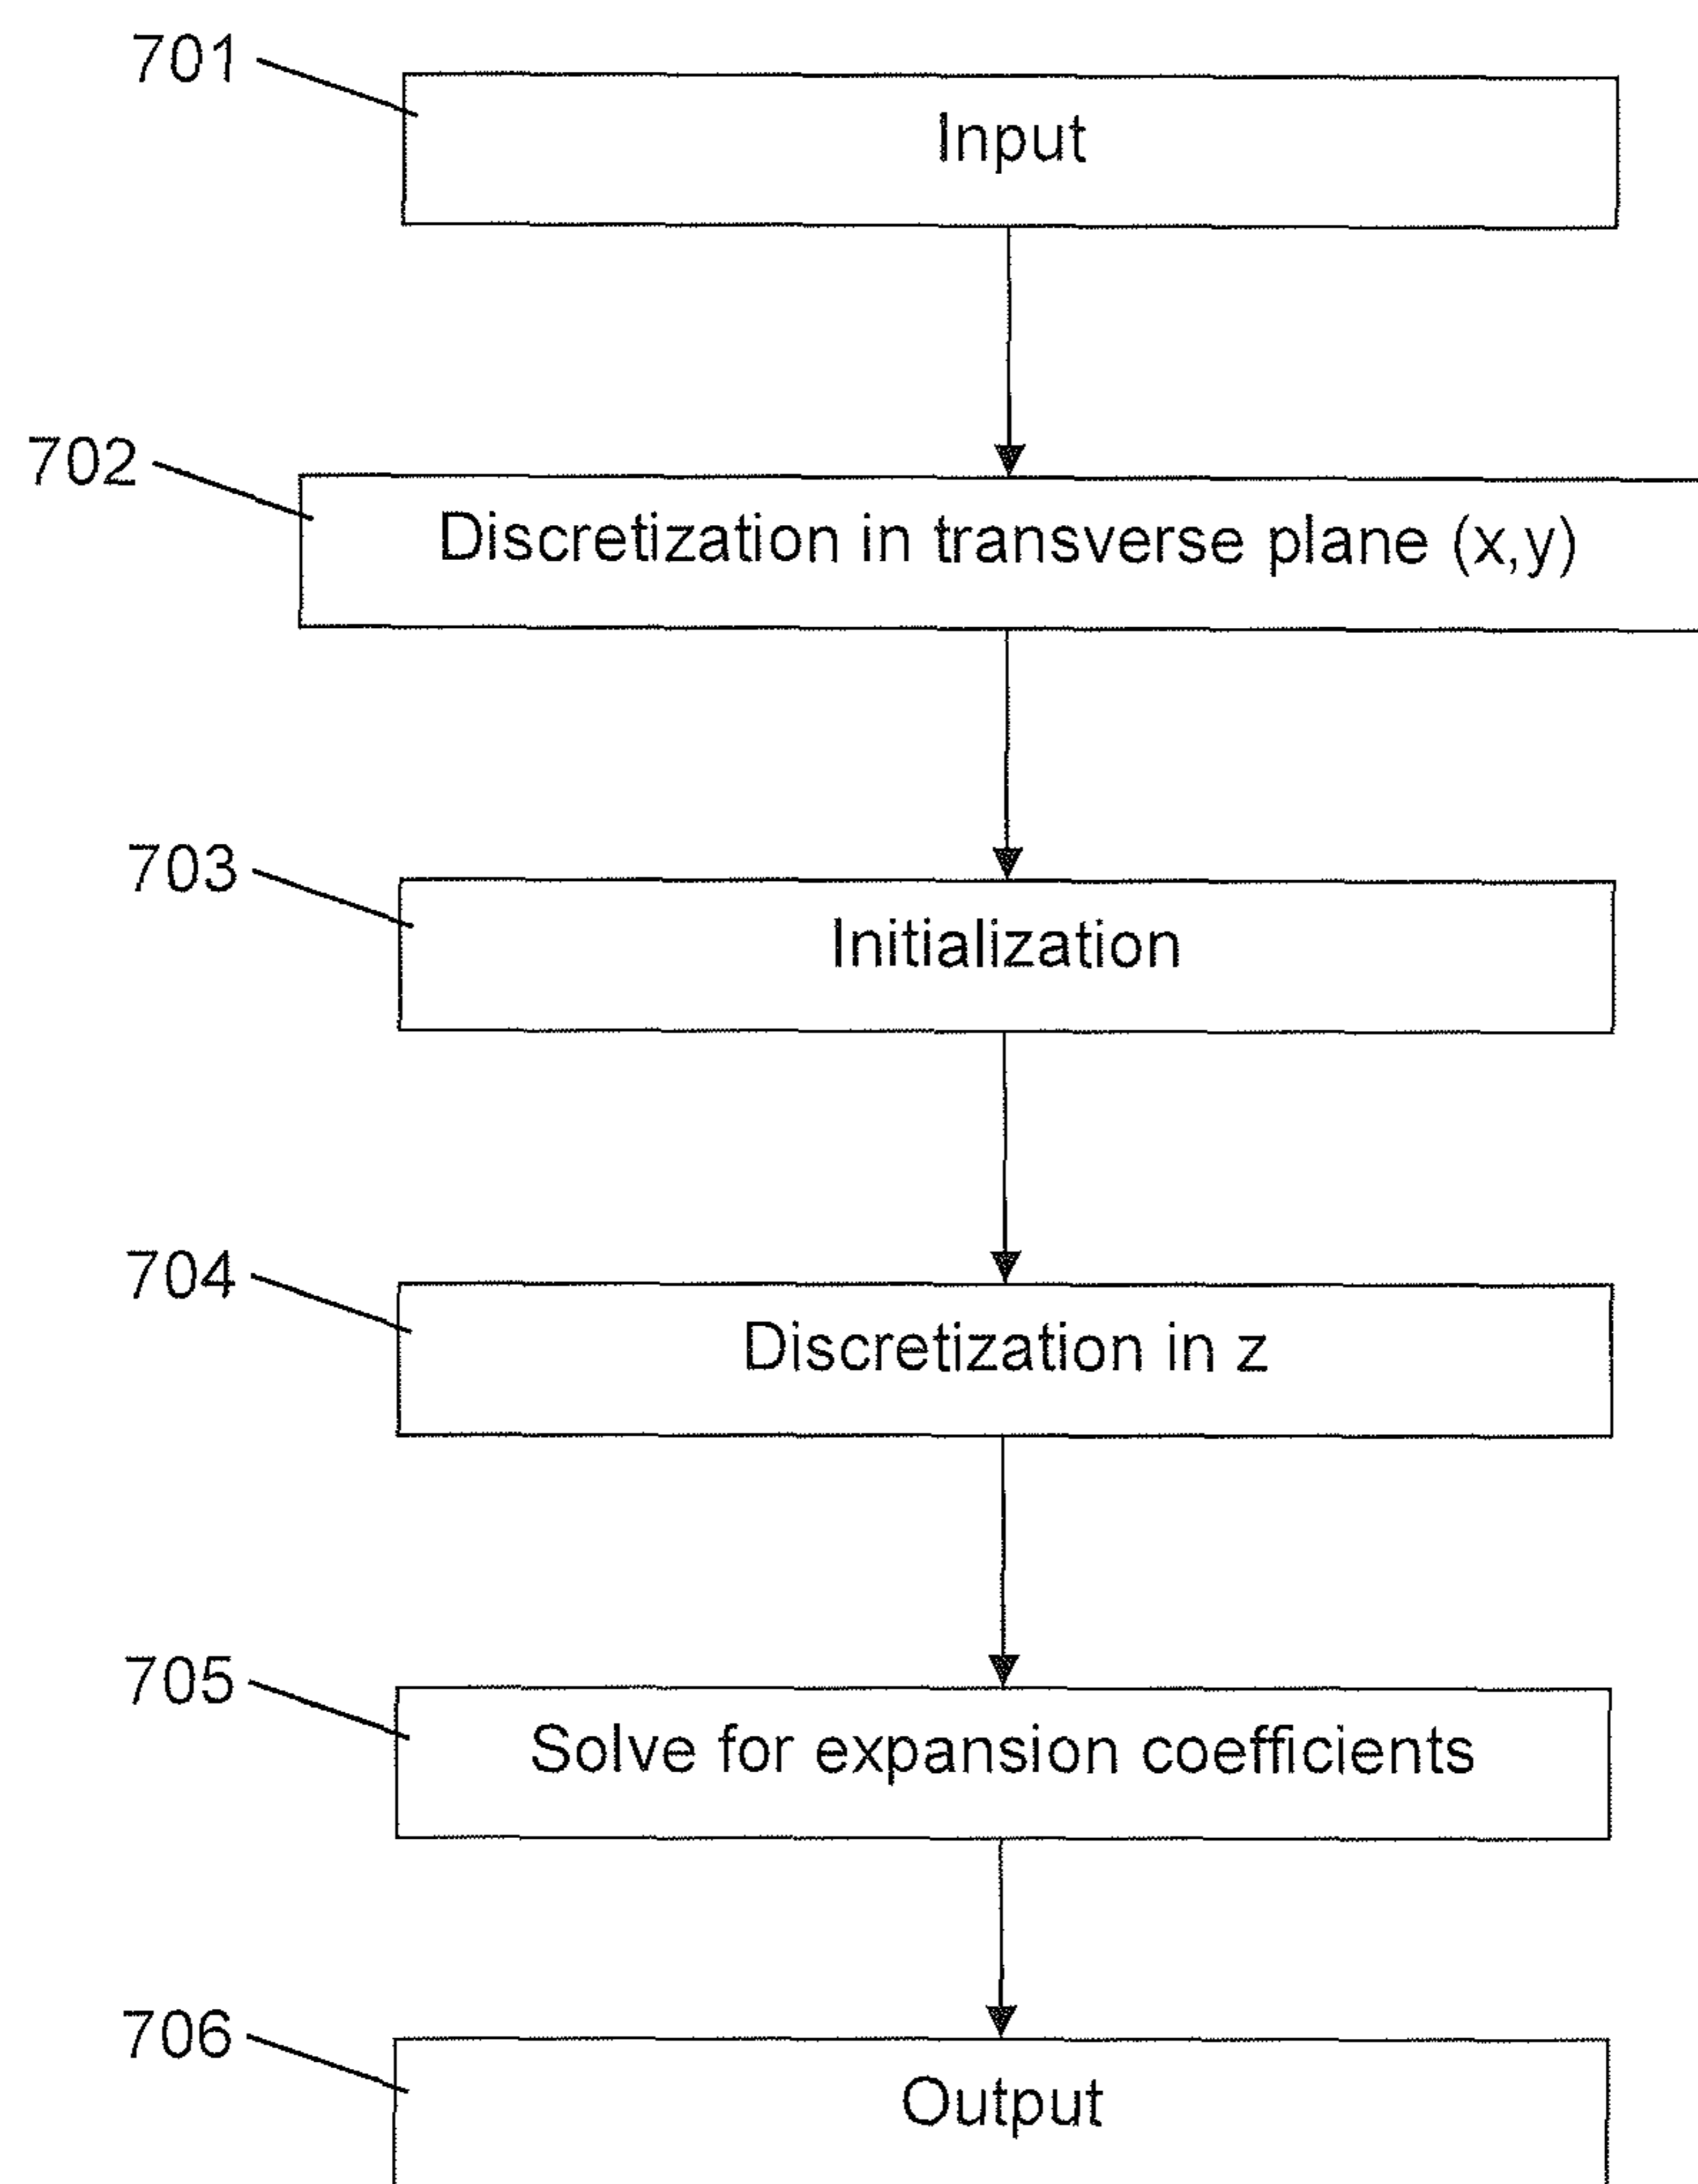 701
Input
702
Discretization in transverse plane (x,y)
703
Initialization
704
Discretization in z
705
Solve for expansion coefficients
706
Output